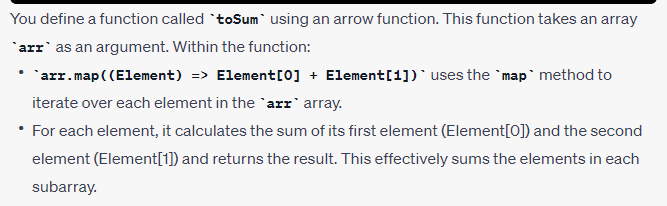 You define a function called `toSum` using an arrow function. This function takes an array
`arr` as an argument. Within the function:
• `arr.map((Element) => Element[0] + Element[1])` uses the `map` method to
iterate over each element in the `arr` array.
• For each element, it calculates the sum of its first element (Element[0]) and the second
element (Element[1]) and returns the result. This effectively sums the elements in each
subarray.